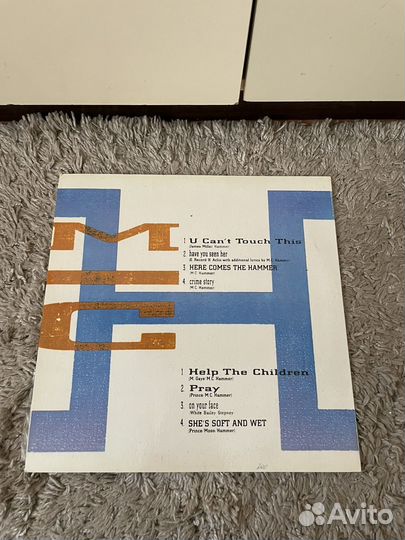 M
C
1 U Can't Touch This
(James Miller Hammer)
2. have you seen her
(E. Record B. Acklin with additional lyrics by M.C. Hammer)
3 HERE COMES THE HAMMER
(M.C. Hammer)
4. crime story
(M.C. Hammer)
1 Help The Children
(M. Gaye M.C. Hammer)
2. Pray
(Prince M.C. Hammer)
3. on your face
(White Bailey Stepney)
4. SHE'S SOFT AND WET
(Prince Moon Hammer)
Avito